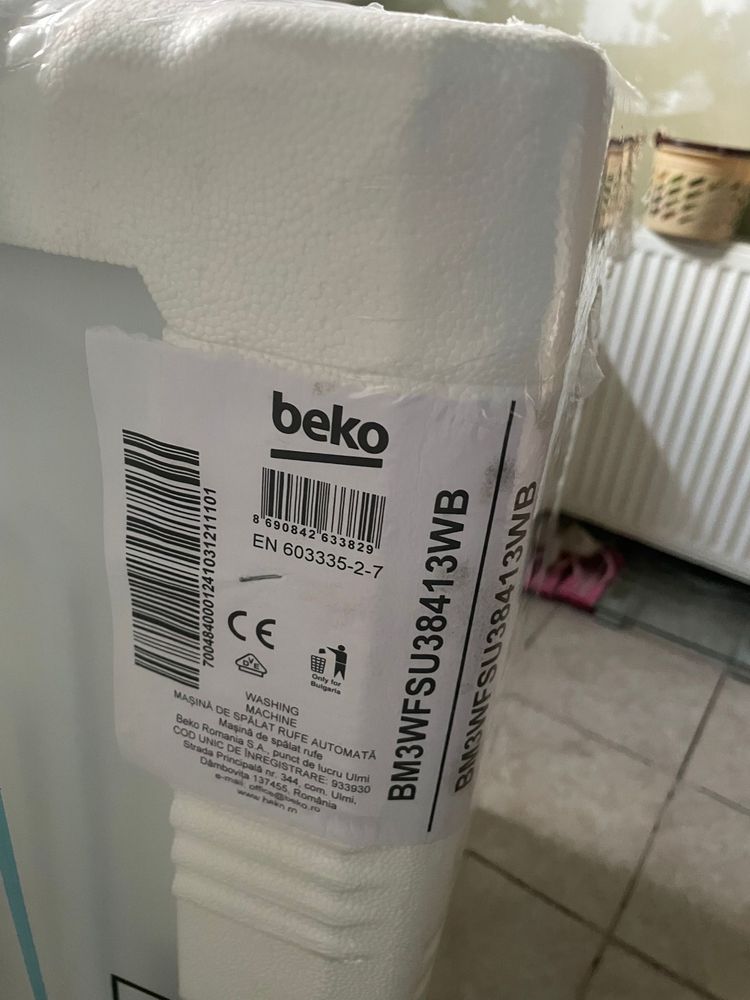 beko
8 690842 633829
EN 603335-2-7
7004840001241031211101
Only for
Bulgaria
WASHING
MACHINE
MAȘINĂ DE SPĂLAT RUFE AUTOMATĂ
Mașină de spălat rufe
Beko Romania S.A., punct de lucru Ulmi
COD UNIC DE ÎNREGISTRARE: 933930
Strada Principală nr. 344, com. Ulmi,
Dâmbovița 137455, România
e-mail: office@beko.ro
www.beko.ro
BM3WFSU38413WB
BM3WFSU38413WB